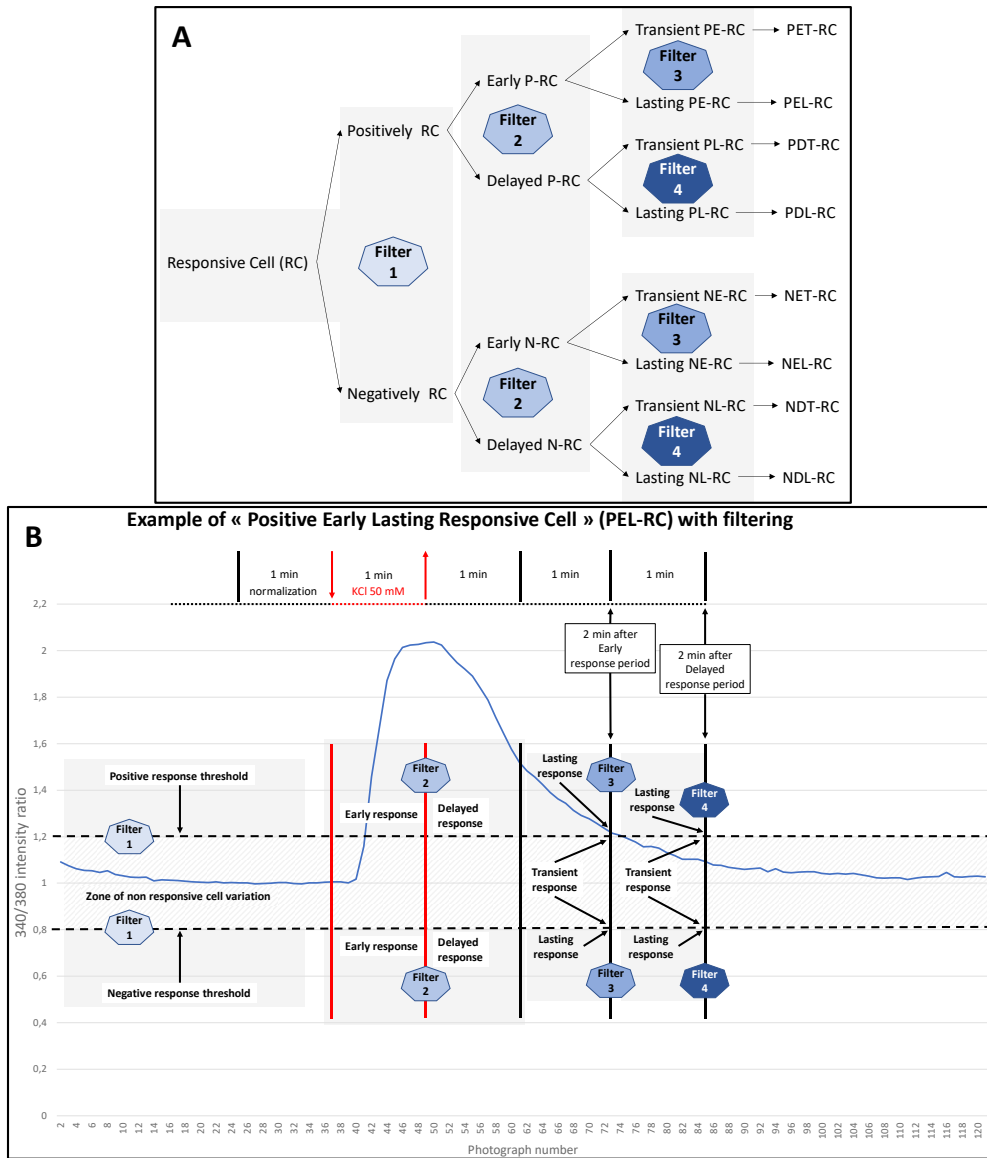 A
Responsive Cell (RC)
Filter
1
Positively RC
Negatively RC
Early P-RC
Filter
2
Delayed P-RC
Early N-RC
Filter
2
Delayed N-RC
Transient PE-RC
PET-RC
Filter
3
Lasting PE-RC
PEL-RC
Transient PL-RC
PDT-RC
Filter
4
Lasting PL-RC
PDL-RC
Transient NE-RC
NET-RC
Filter
3
Lasting NE-RC
NEL-RC
Transient NL-RC
NDT-RC
Filter
4
Lasting NL-RC
NDL-RC
B
Example of « Positive Early Lasting Responsive Cell » (PEL-RC) with filtering
1 min
normalization
1 min
KCl 50 mM
1 min
1 min
1 min
2 min after
Early
response period
2 min after
Delayed
response period
2,2
2
1,8
1,6
1,4
1,2
1
0,8
0,6
0,4
0,2
0
340/380 intensity ratio
Positive response threshold
Filter
1
Zone of non responsive cell variation
Filter
1
Negative response threshold
Filter
2
Early response
Delayed
response
Early response
Delayed
response
Filter
2
Lasting
response
Filter
3
Lasting
response
Filter
4
Transient
response
Transient
response
Lasting
response
Lasting
response
Filter
3
Filter
4
2 4 6 8 10 12 14 16 18 20 22 24 26 28 30 32 34 36 38 40 42 44 46 48 50 52 54 56 58 60 62 64 66 68 70 72 74 76 78 80 82 84 86 88 90 92 94 96 98 100 102 104 106 108 110 112 114 116 118 120
Photograph number